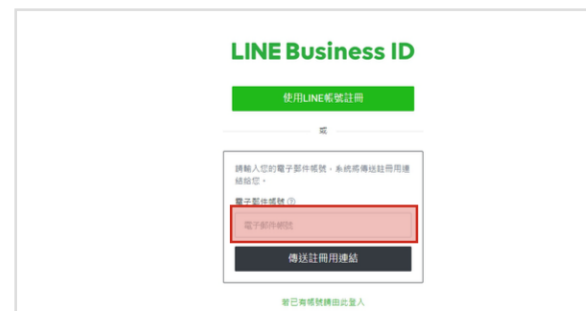 LINE Business ID
使用LINE帳號註冊
或
請輸入您的電子郵件帳號，系統將傳送註冊用連
結給您。
電子郵件帳號
電子郵件帳號
傳送註冊用連結
若已有帳號請由此登入